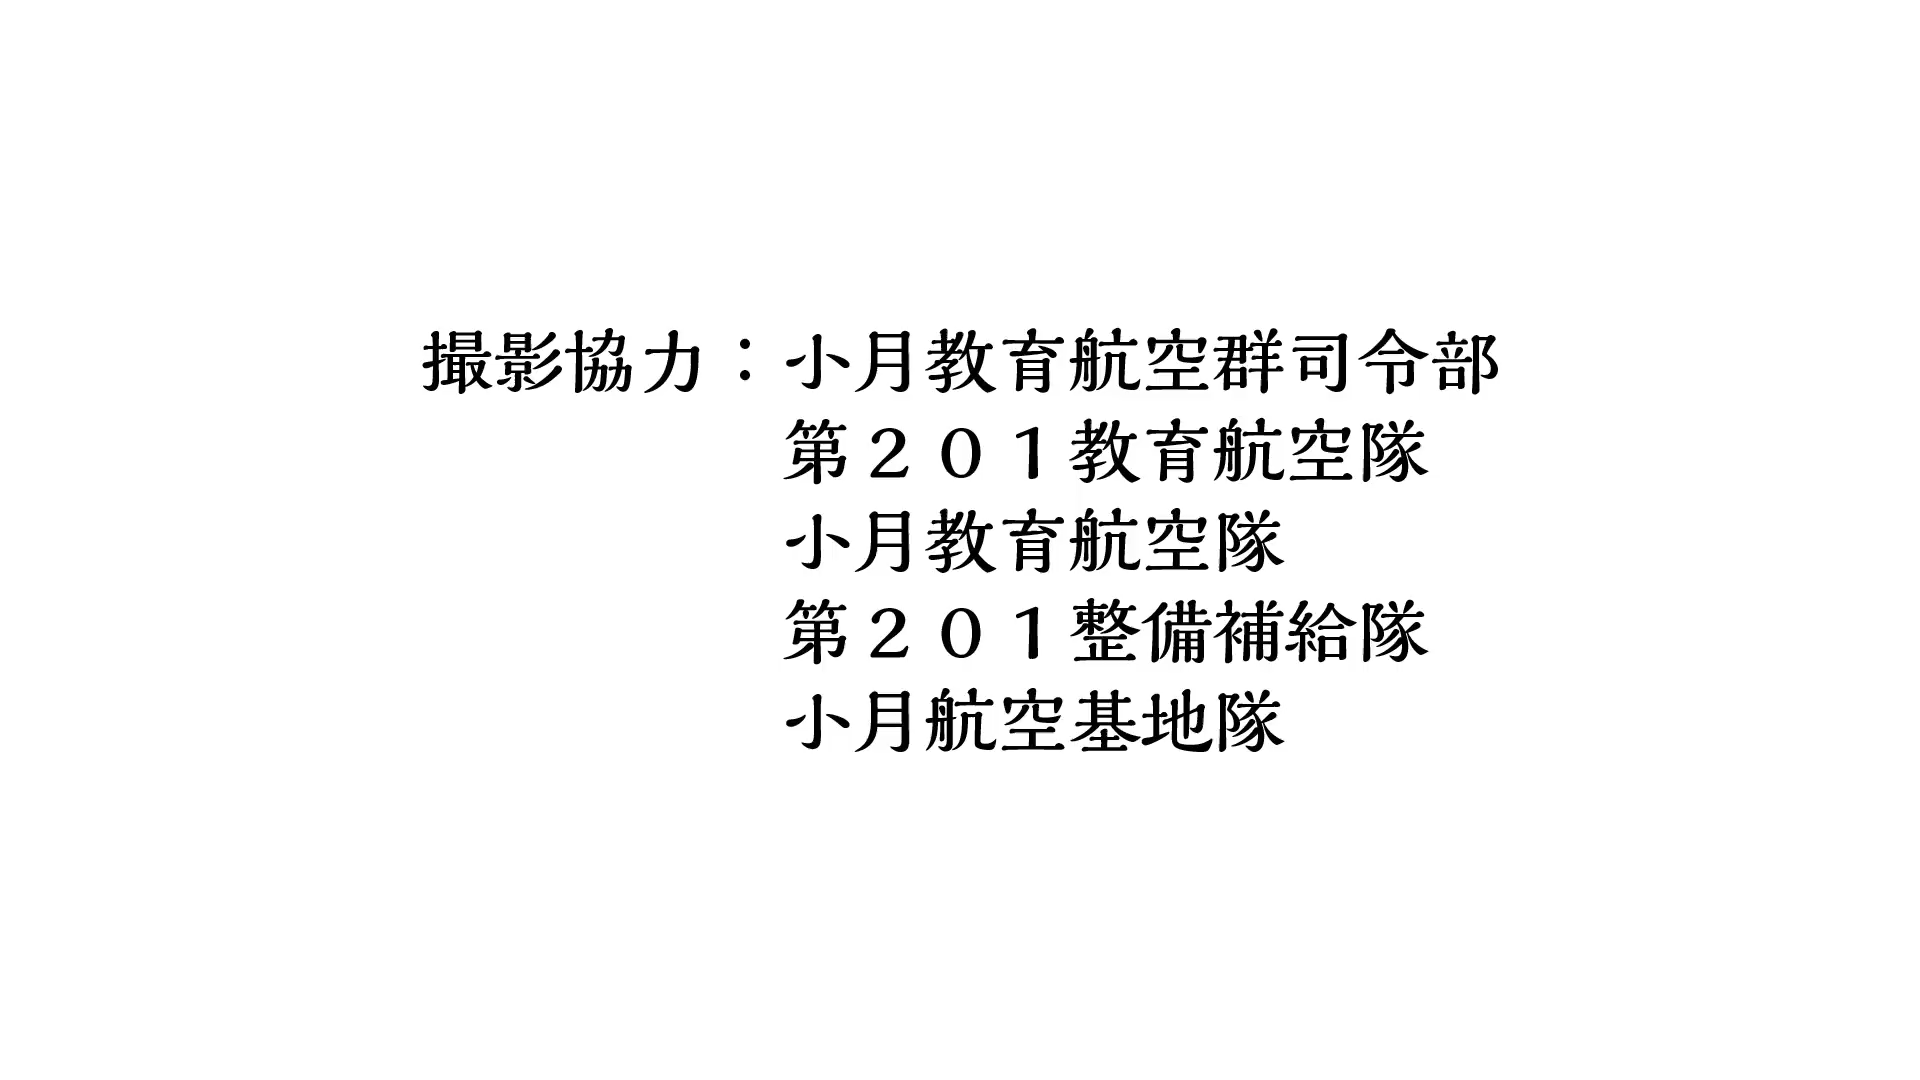 撮影協力：小月教育航空群司令部
第２０１教育航空隊
小月教育航空隊
第２０１整備補給隊
小月航空基地隊